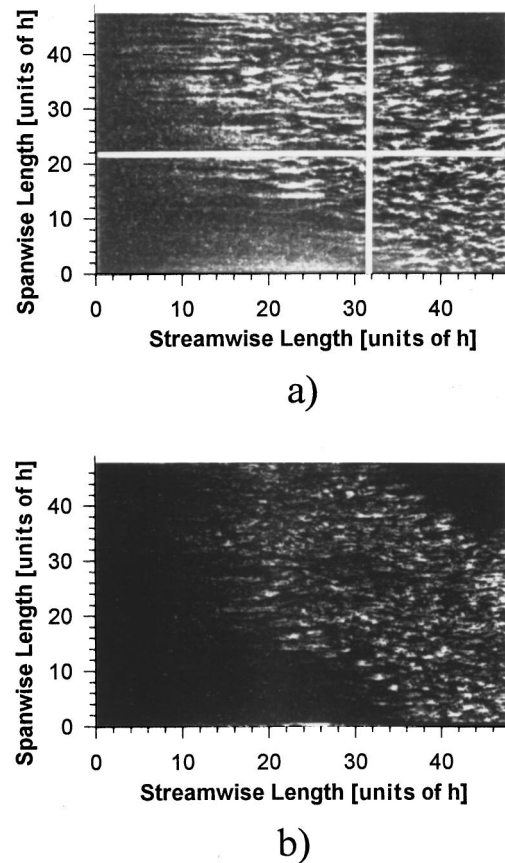 Spanwise Length [units of h]
40
30
20
10
0
0 10 20 30 40
Streamwise Length [units of h]
a)
Spanwise Length [units of h]
40
30
20
10
0
0 10 20 30 40
Streamwise Length [units of h]
b)